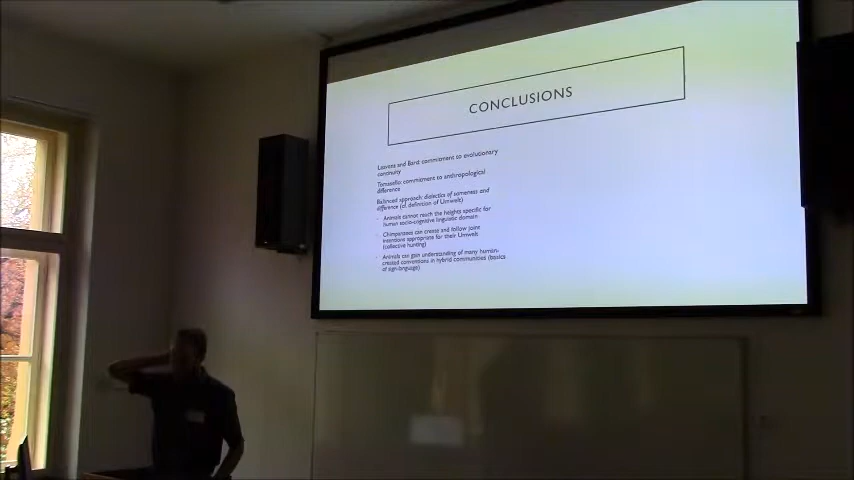 CONCLUSIONS
Leavens and Bard: commitment to evolutionary
continuity
Tomasello: commitment to anthropological
difference
Balanced approach: dialectics of sameness and
difference (cf. definition of Umwelt)
Animals cannot reach the heights specific for
human socio-cognitive linguistic domain
Chimpanzees can create and follow joint
intentions appropriate for their Umwelt
(collective hunting)
Animals can gain understanding of many human-
created conventions in hybrid communities (basics
of sign-language)